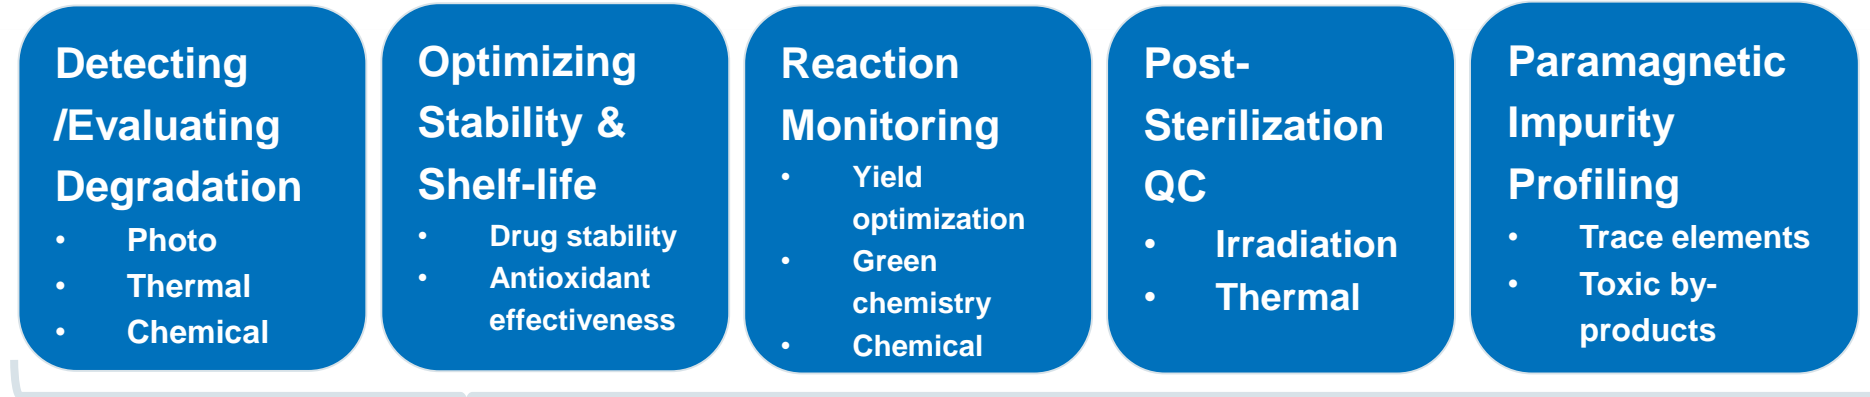 Detecting
/Evaluating
Degradation
• Photo
• Thermal
• Chemical
Optimizing
Stability &
Shelf-life
• Drug stability
• Antioxidant
effectiveness
Reaction
Monitoring
• Yield
optimization
• Green
chemistry
• Chemical
Post-
Sterilization
QC
• Irradiation
• Thermal
Paramagnetic
Impurity
Profiling
• Trace elements
• Toxic by-
products